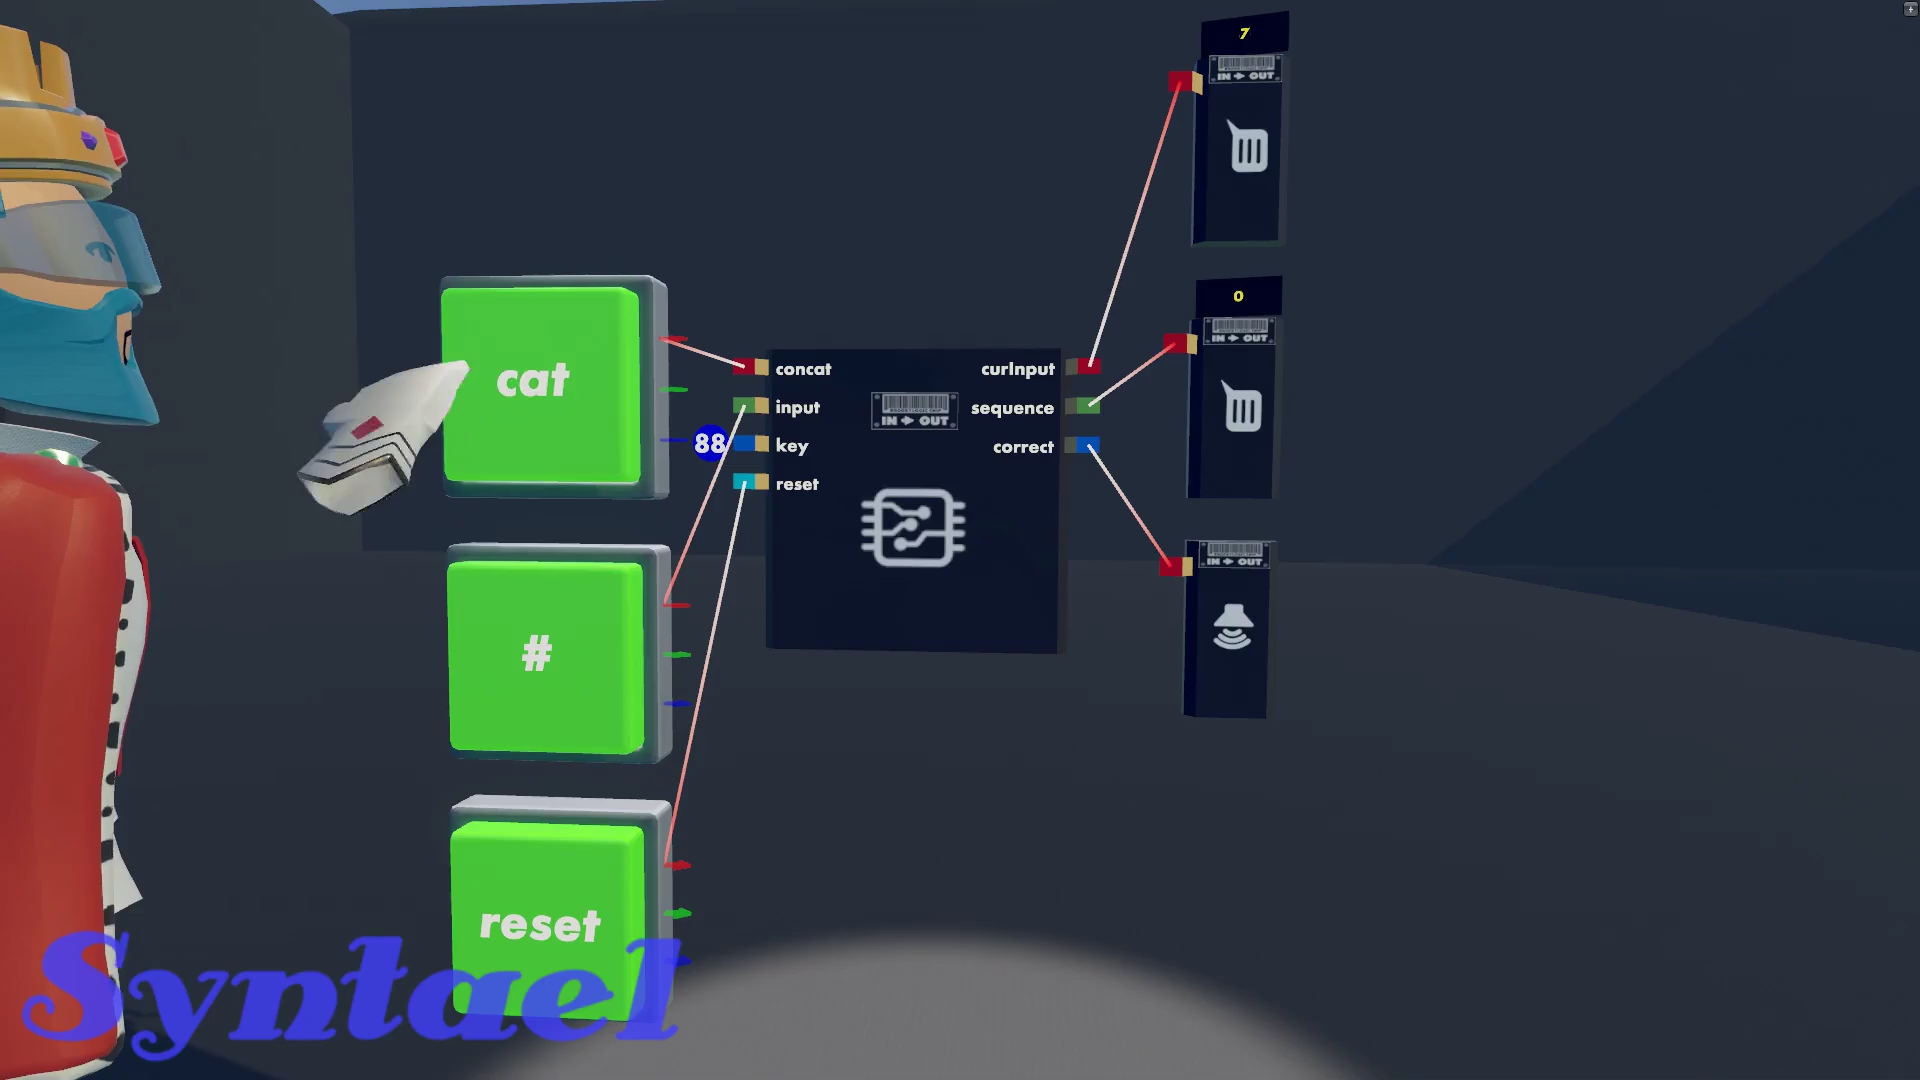 7
IN → OUT
0
IN → OUT
cat
concat
curInput
input
IN → OUT
sequence
88
key
correct
reset
IN → OUT
#
reset
Syntael